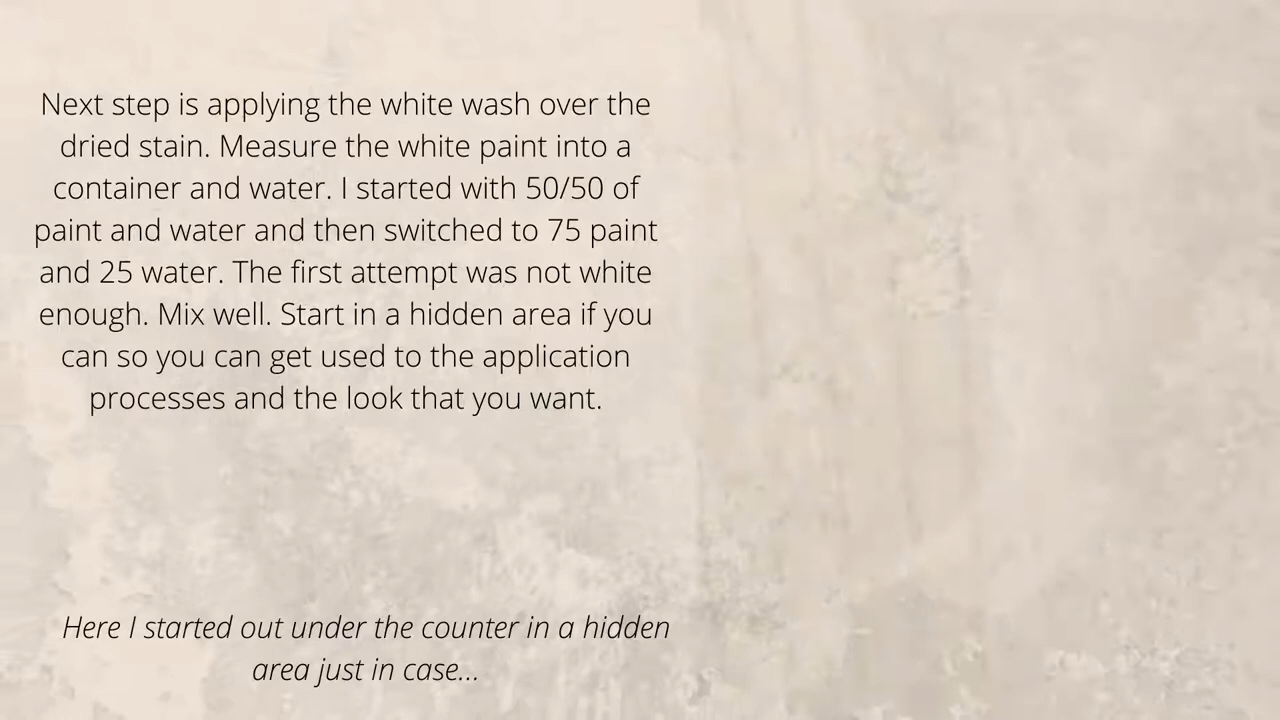 Next step is applying the white wash over the
dried stain. Measure the white paint into a
container and water. I started with 50/50 of
paint and water and then switched to 75 paint
and 25 water. The first attempt was not white
enough. Mix well. Start in a hidden area if you
can so you can get used to the application
processes and the look that you want.
Here I started out under the counter in a hidden
area just in case...